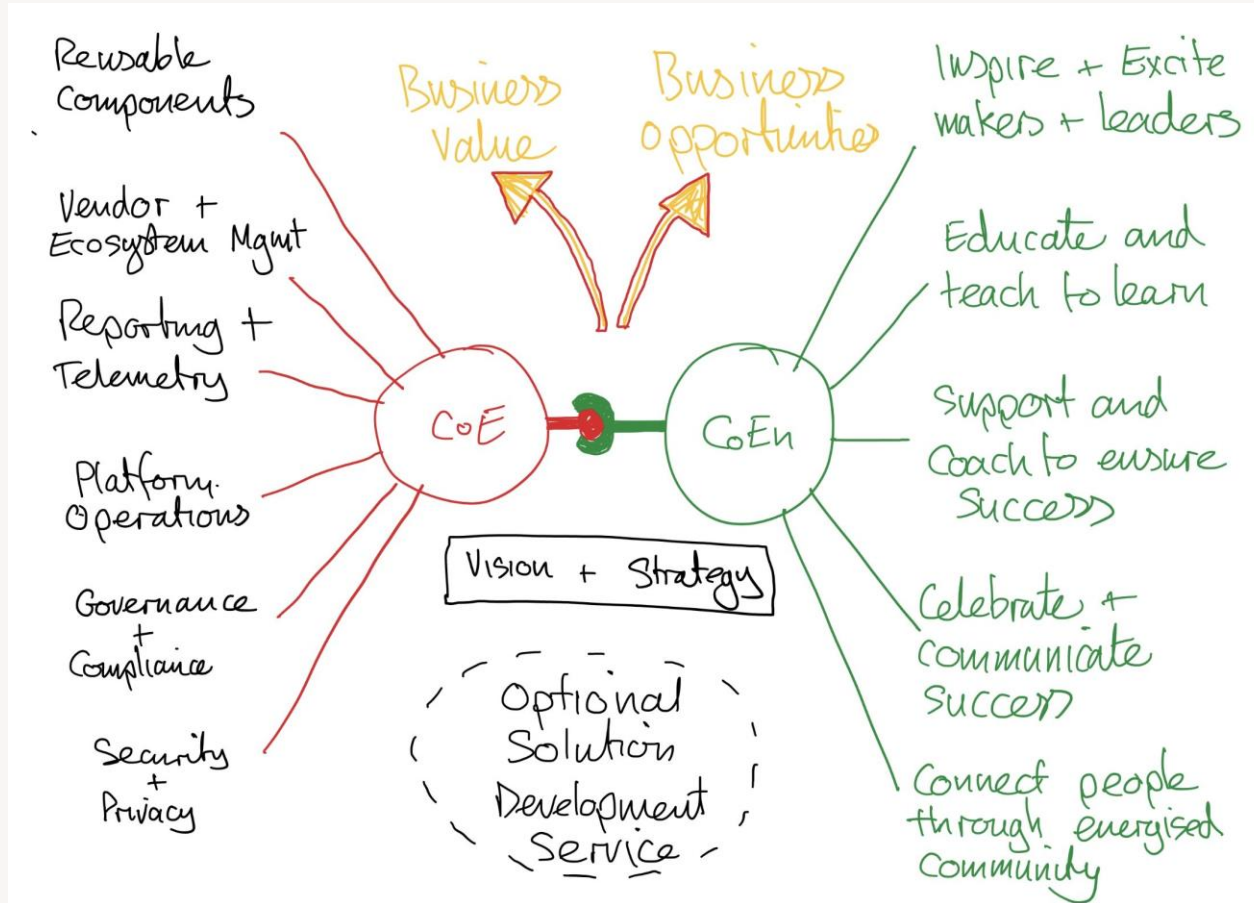 Reusable
Components
Vendor +
Ecosystem Mgmt
Reporting +
Telemetry
Platform
Operations
Governance
+
Compliance
Security
+
Privacy
Business
Value
Business
Opportunities
CoE
CoEn
Vision + Strategy
Optional
Solution
Development
Service
Inspire + Excite
makers + leaders
Educate and
teach to learn
Support and
Coach to ensure
Success
Celebrate +
communicate
success
Connect people
through energised
community